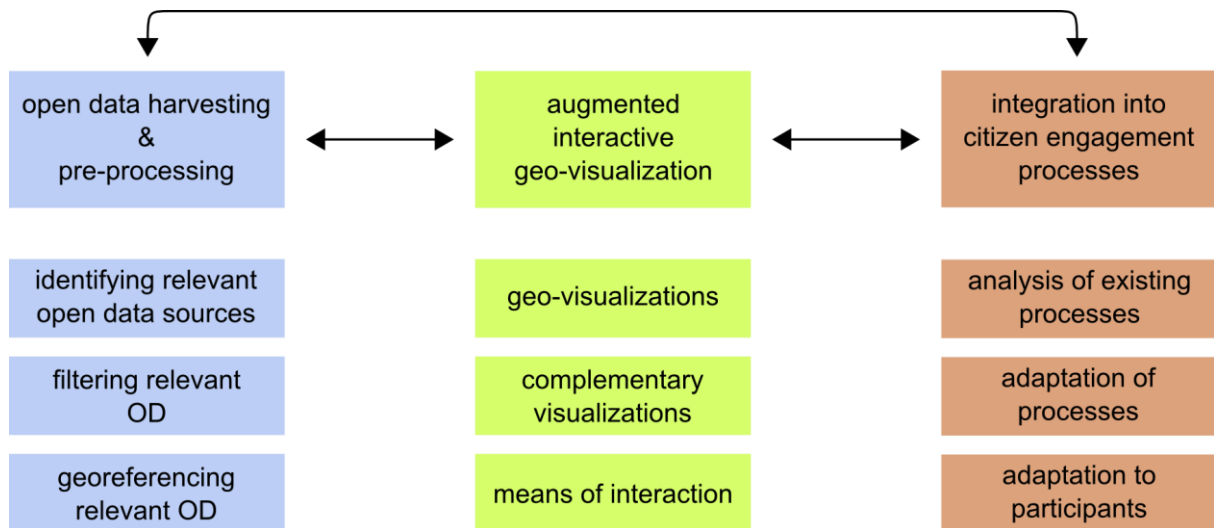 open data harvesting
&
pre-processing
augmented
interactive
geo-visualization
integration into
citizen engagement
processes
identifying relevant
open data sources
geo-visualizations
analysis of existing
processes
filtering relevant
OD
complementary
visualizations
adaptation of
processes
georeferencing
relevant OD
means of interaction
adaptation to
participants